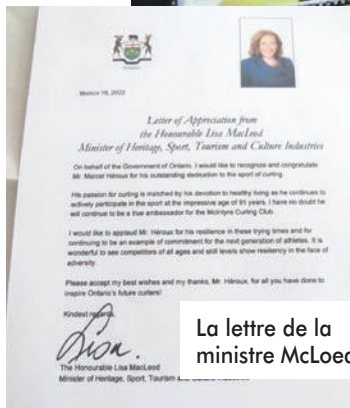 March 19, 2022
Letter of Appreciation from
the Honourable Lisa MacLeod
Minister of Heritage, Sport, Tourism and Culture Industries
On behalf of the Government of Ontario, I would like to recognize and congratulate
Mr. Marcel Héroux for his outstanding dedication to the sport of curling.
His passion for curling is matched by his devotion to healthy living as he continues to
actively participate in the sport at the impressive age of 91 years. I have no doubt he
will continue to be a true ambassador for the McIntyre Curling Club.
I would like to applaud Mr. Héroux for his resilience in these trying times and for
continuing to be an example of commitment for the next generation of athletes. It is
wonderful to see competitors of all ages and skill levels show resiliency in the face of
adversity.
Please accept my best wishes and my thanks, Mr. Héroux, for all you have done to
inspire Ontario's future curlers!
Kindest regards,
Lisa.
The Honourable Lisa MacLeod
Minister of Heritage, Sport, Tourism and Culture Industries
La lettre de la
ministre McLoed